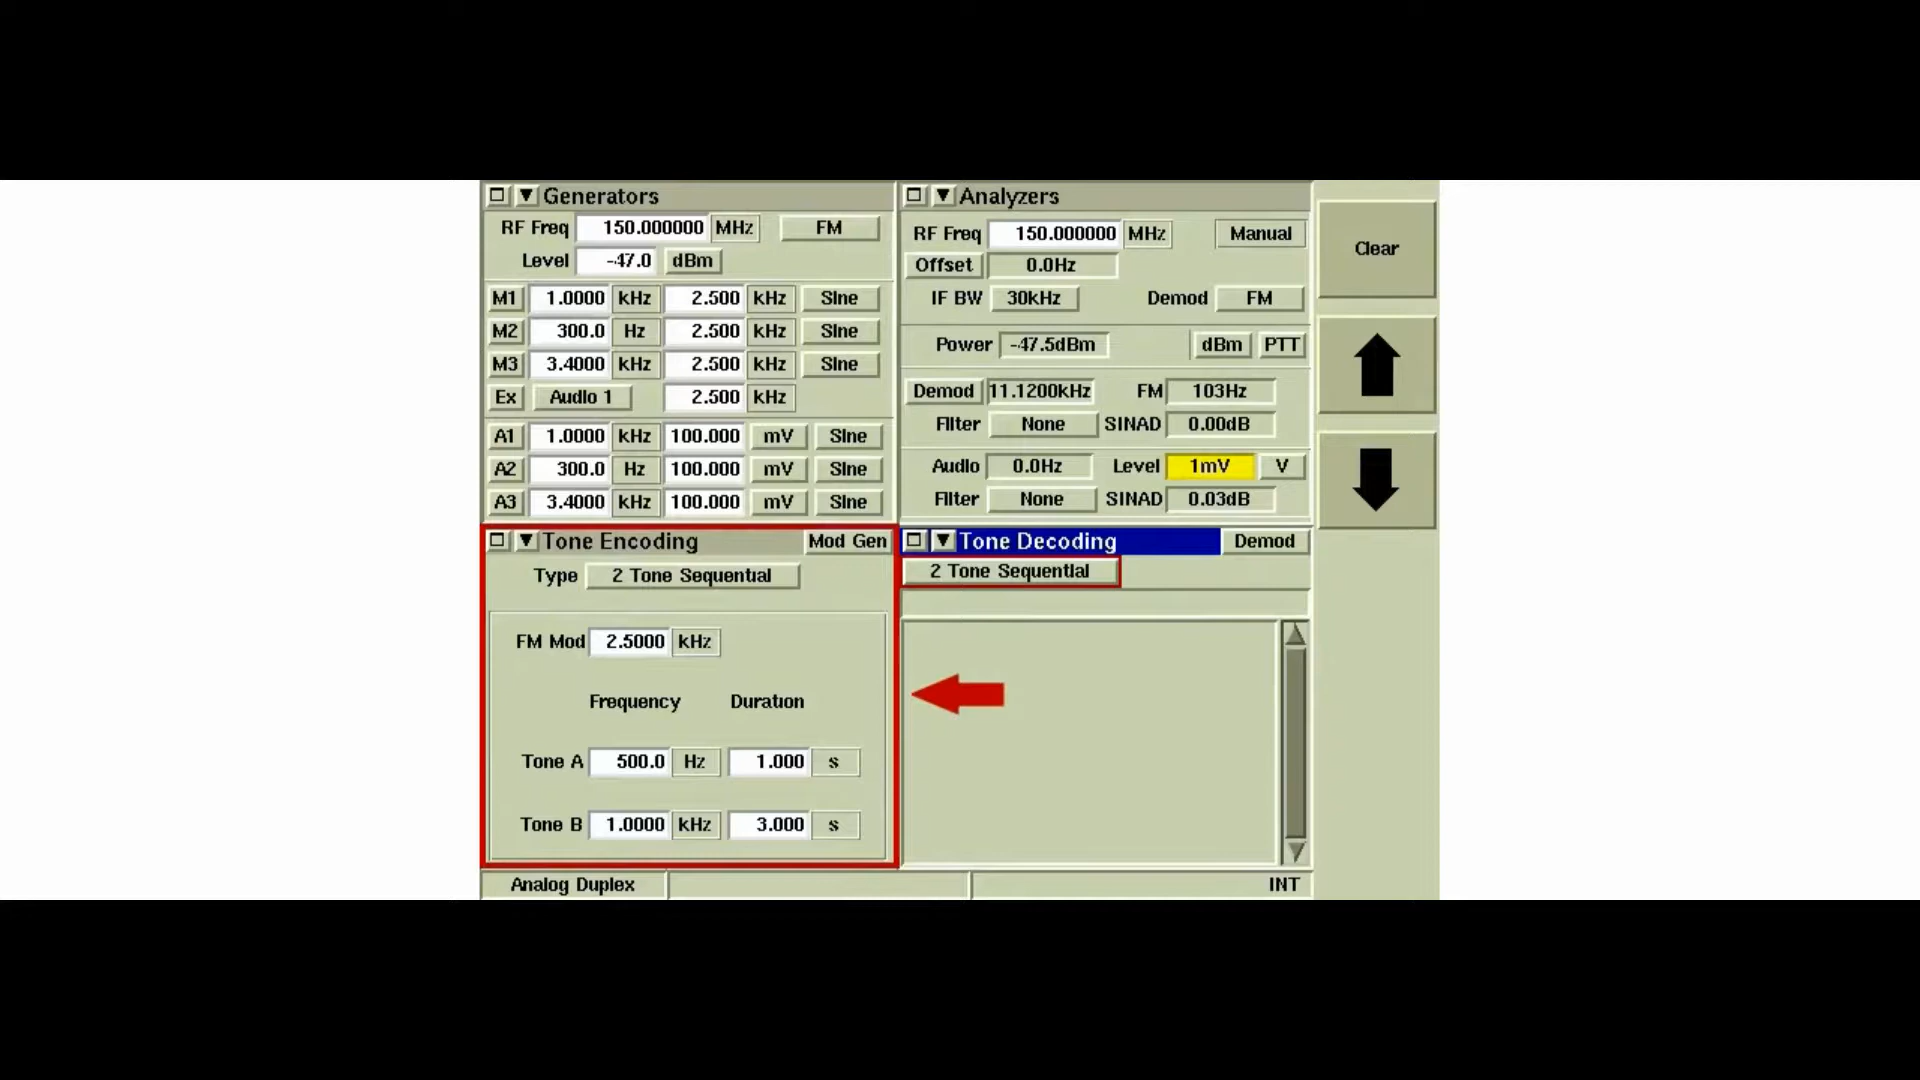 Generators
RF Freq 150.000000 MHz FM
Level -47.0 dBm
M1 1.0000 kHz 2.500 kHz Sine
M2 300.0 Hz 2.500 kHz Sine
M3 3.4000 kHz 2.500 kHz Sine
Ex Audio 1 2.500 kHz
A1 1.0000 kHz 100.000 mV Sine
A2 300.0 Hz 100.000 mV Sine
A3 3.4000 kHz 100.000 mV Sine
Analyzers
RF Freq 150.000000 MHz Manual
Offset 0.0Hz
IF BW 30kHz Demod FM
Power -47.5dBm dBm PTT
Demod 11.1200kHz FM 103Hz
Filter None SINAD 0.00dB
Audio 0.0Hz Level 1mV V
Filter None SINAD 0.03dB
Tone Encoding Mod Gen
Type 2 Tone Sequential
FM Mod 2.5000 kHz
Frequency Duration
Tone A 500.0 Hz 1.000 s
Tone B 1.0000 kHz 3.000 s
Tone Decoding Demod
2 Tone Sequential
Analog Duplex INT
Clear